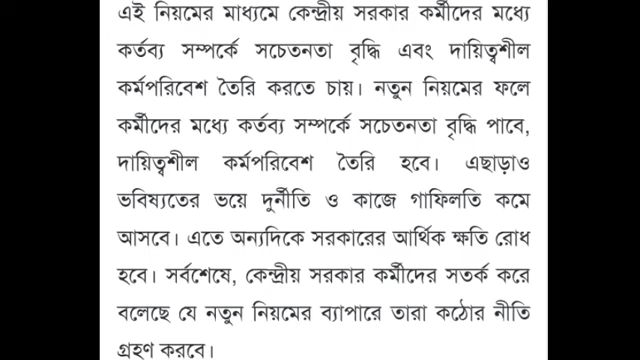 এই নিয়মের মাধ্যমে কেন্দ্রীয় সরকার কর্মীদের মধ্যে
কর্তব্য সম্পর্কে সচেতনতা বৃদ্ধি এবং দায়িত্বশীল
কর্মপরিবেশ তৈরি করতে চায়। নতুন নিয়মের ফলে
কর্মীদের মধ্যে কর্তব্য সম্পর্কে সচেতনতা বৃদ্ধি পাবে,
দায়িত্বশীল কর্মপরিবেশ তৈরি হবে। এছাড়াও
ভবিষ্যতের ভয়ে দুর্নীতি ও কাজে গাফিলতি কমে
আসবে। এতে অন্যদিকে সরকারের আর্থিক ক্ষতি রোধ
হবে। সর্বশেষে, কেন্দ্রীয় সরকার কর্মীদের সতর্ক করে
বলেছে যে নতুন নিয়মের ব্যাপারে তারা কঠোর নীতি
গ্রহণ করবে।